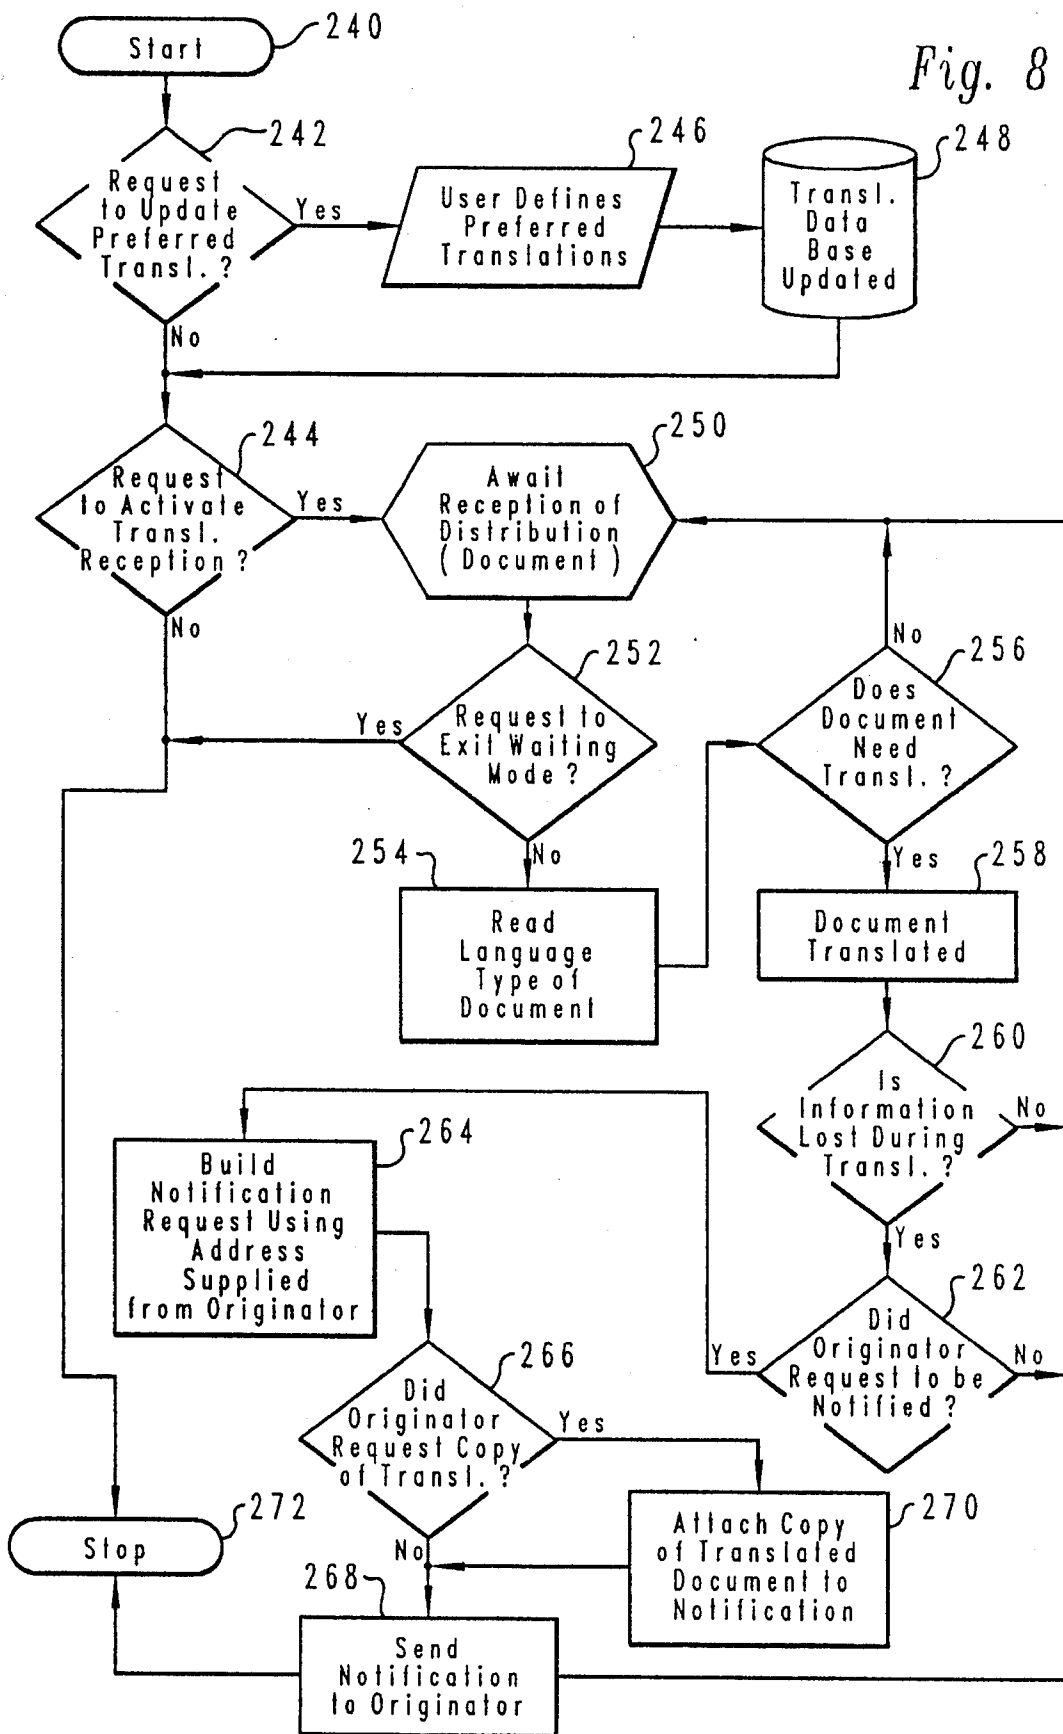 Fig. 8
Start
240
242
Request
to Update
Preferred
Transl. ?
Yes
No
246
User Defines
Preferred
Translations
248
Transl.
Data
Base
Updated
244
Request
to Activate
Transl.
Reception ?
Yes
No
250
Await
Reception of
Distribution
( Document )
252
Request to
Exit Waiting
Mode ?
Yes
No
254
Read
Language
Type of
Document
256
Does
Document
Need
Transl. ?
No
Yes
258
Document
Translated
260
Is
Information
Lost During
Transl. ?
No
Yes
262
Did
Originator
Request to be
Notified ?
Yes
No
264
Build
Notification
Request Using
Address
Supplied
from Originator
266
Did
Originator
Request Copy
of Transl. ?
Yes
No
270
Attach Copy
of Translated
Document to
Notification
268
Send
Notification
to Originator
272
Stop